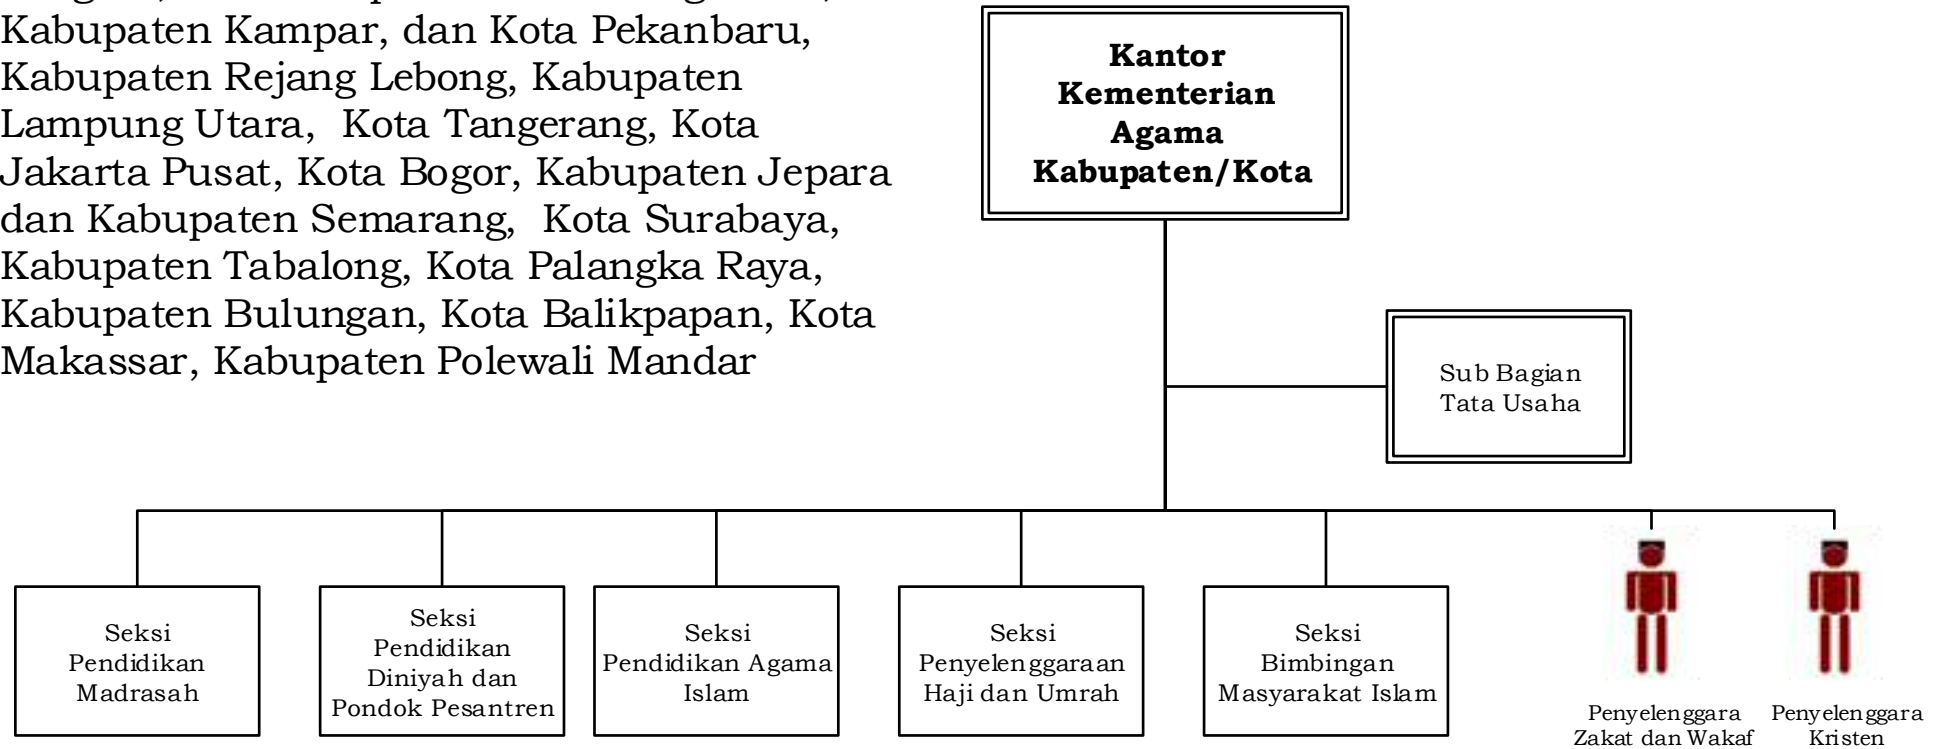 Kabupaten Kampar, dan Kota Pekanbaru,
Kabupaten Rejang Lebong, Kabupaten
Lampung Utara, Kota Tangerang, Kota
Jakarta Pusat, Kota Bogor, Kabupaten Jepara
dan Kabupaten Semarang, Kota Surabaya,
Kabupaten Tabalong, Kota Palangka Raya,
Kabupaten Bulungan, Kota Balikpapan, Kota
Makassar, Kabupaten Polewali Mandar
Kantor
Kementerian
Agama
Kabupaten/Kota
Sub Bagian
Tata Usaha
Seksi
Pendidikan
Madrasah
Seksi
Pendidikan
Diniyah dan
Pondok Pesantren
Seksi
Pendidikan Agama
Islam
Seksi
Penyelenggaraan
Haji dan Umrah
Seksi
Bimbingan
Masyarakat Islam
Penyelenggara
Zakat dan Wakaf
Penyelenggara
Kristen